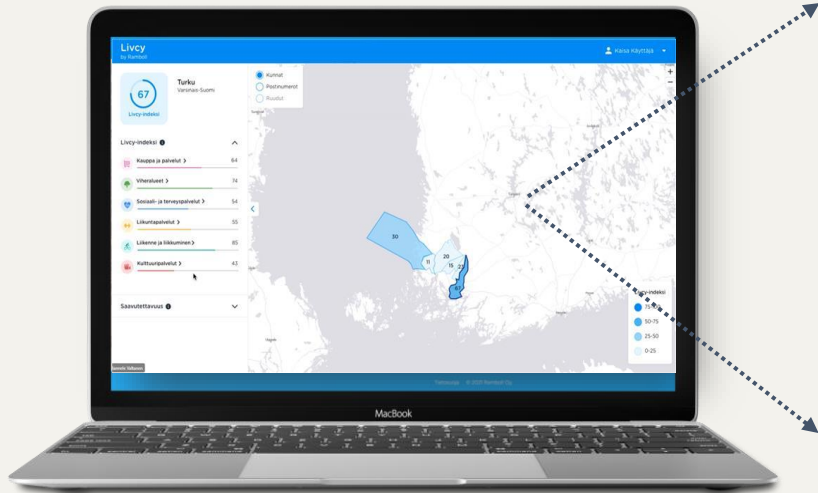 Livcy
by Ramboll
Kaisa Käyttäjä
67
Livcy-indeksi
Turku
Varsinais-Suomi
Kunnat
Postinumerot
Ruudut
Livcy-indeksi
Kauppa ja palvelut > 64
Viheralueet > 74
Sosiaali- ja terveyspalvelut > 54
Liikuntapalvelut > 55
Liikenne ja liikkuminen > 85
Kulttuuripalvelut > 43
Saavutettavuus
30
11
20
15
67
Livcy-indeksi
50-75
25-50
0-25
MacBook